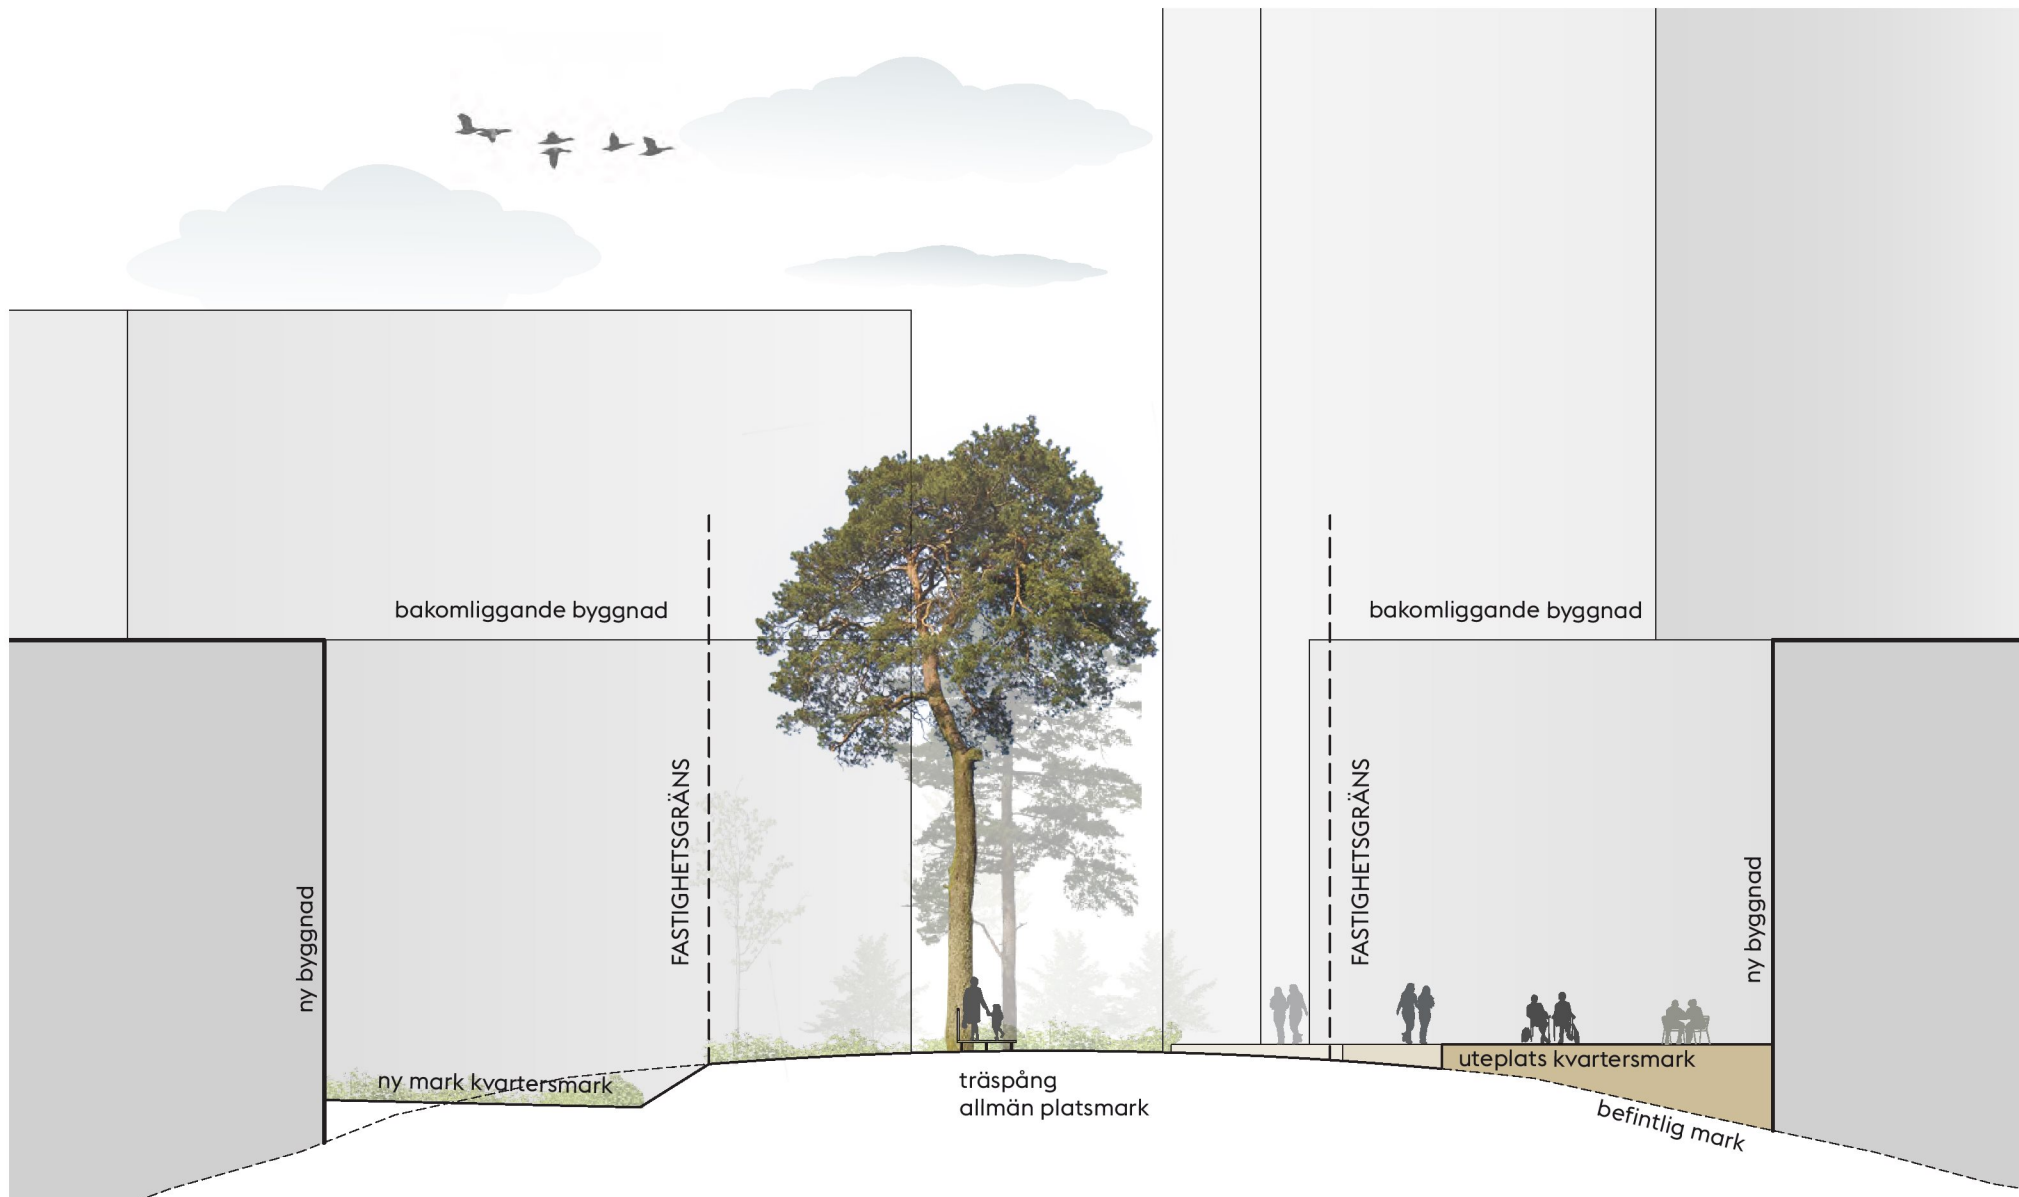 bakomliggande byggnad
bakomliggande byggnad
FASTIGHETSGRÄNS
FASTIGHETSGRÄNS
ny byggnad
ny byggnad
uteplats kvartersmark
ny mark kvartersmark
träspång
allmän platsmark
befintlig mark